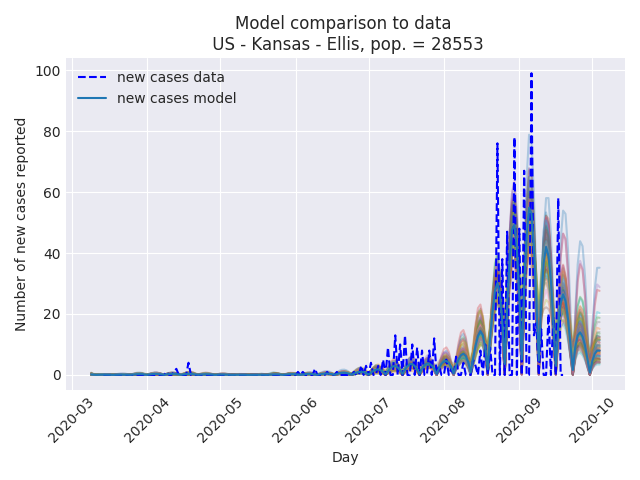 Model comparison to data
US - Kansas - Ellis, pop. = 28553
new cases data
new cases model
Number of new cases reported
100
80
60
40
20
0
2020-03
2020-04
2020-05
2020-06
2020-07
2020-08
2020-09
2020-10
Day